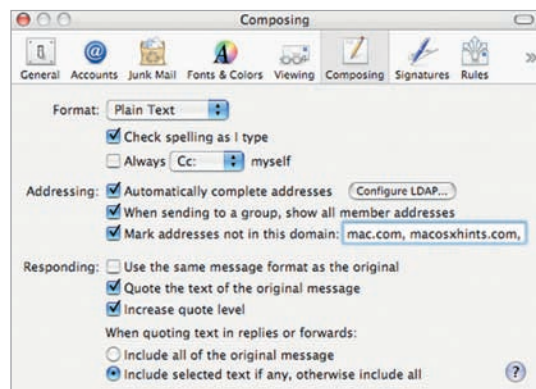 Composing
General Accounts Junk Mail Fonts & Colors Viewing Composing Signatures Rules »
Format: Plain Text
Check spelling as I type
Always Cc: myself
Addressing: Automatically complete addresses Configure LDAP...
When sending to a group, show all member addresses
Mark addresses not in this domain: mac.com, macosxhints.com,
Responding: Use the same message format as the original
Quote the text of the original message
Increase quote level
When quoting text in replies or forwards:
Include all of the original message
Include selected text if any, otherwise include all ?